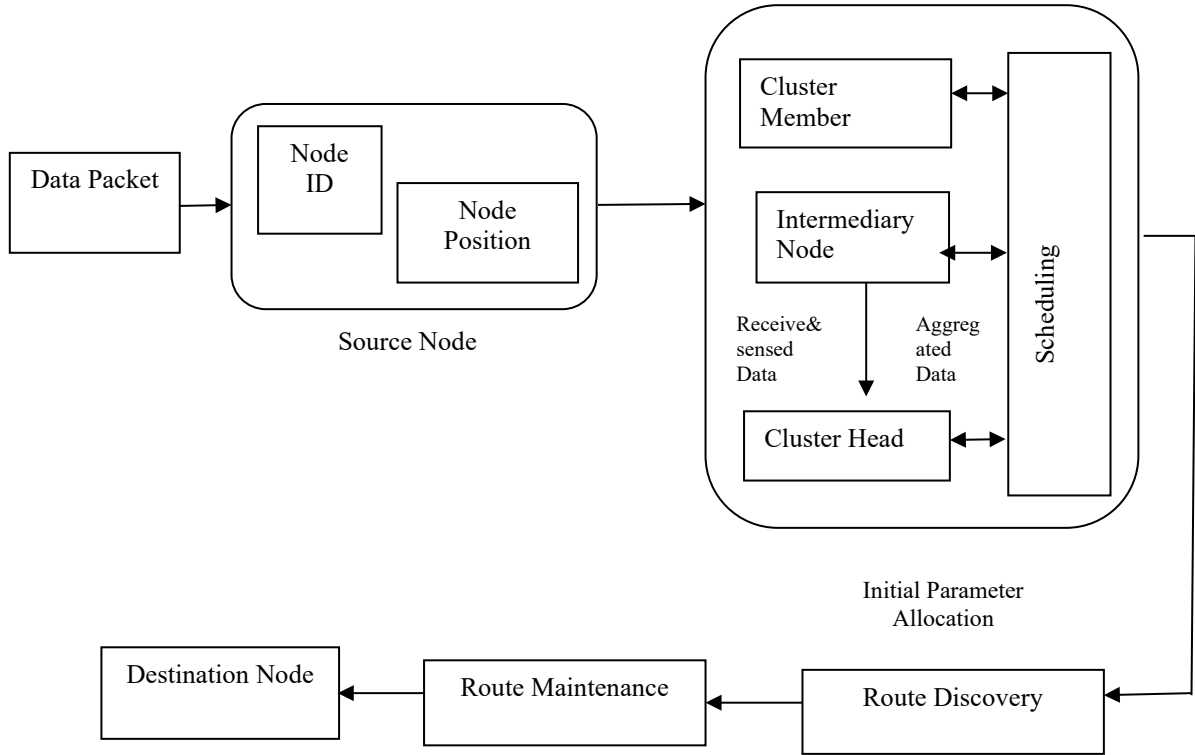 Data Packet
Node
ID
Node
Position
Source Node
Cluster
Member
Intermediary
Node
Receive&
sensed
Data
Aggreg
ated
Data
Cluster Head
Scheduling
Initial Parameter
Allocation
Destination Node
Route Maintenance
Route Discovery